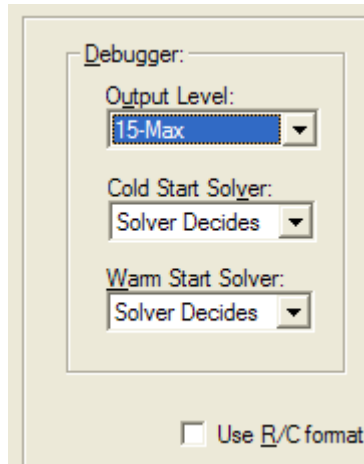 Debugger:
Output Level:
15-Max
Cold Start Solver:
Solver Decides
Warm Start Solver:
Solver Decides
Use R/C format